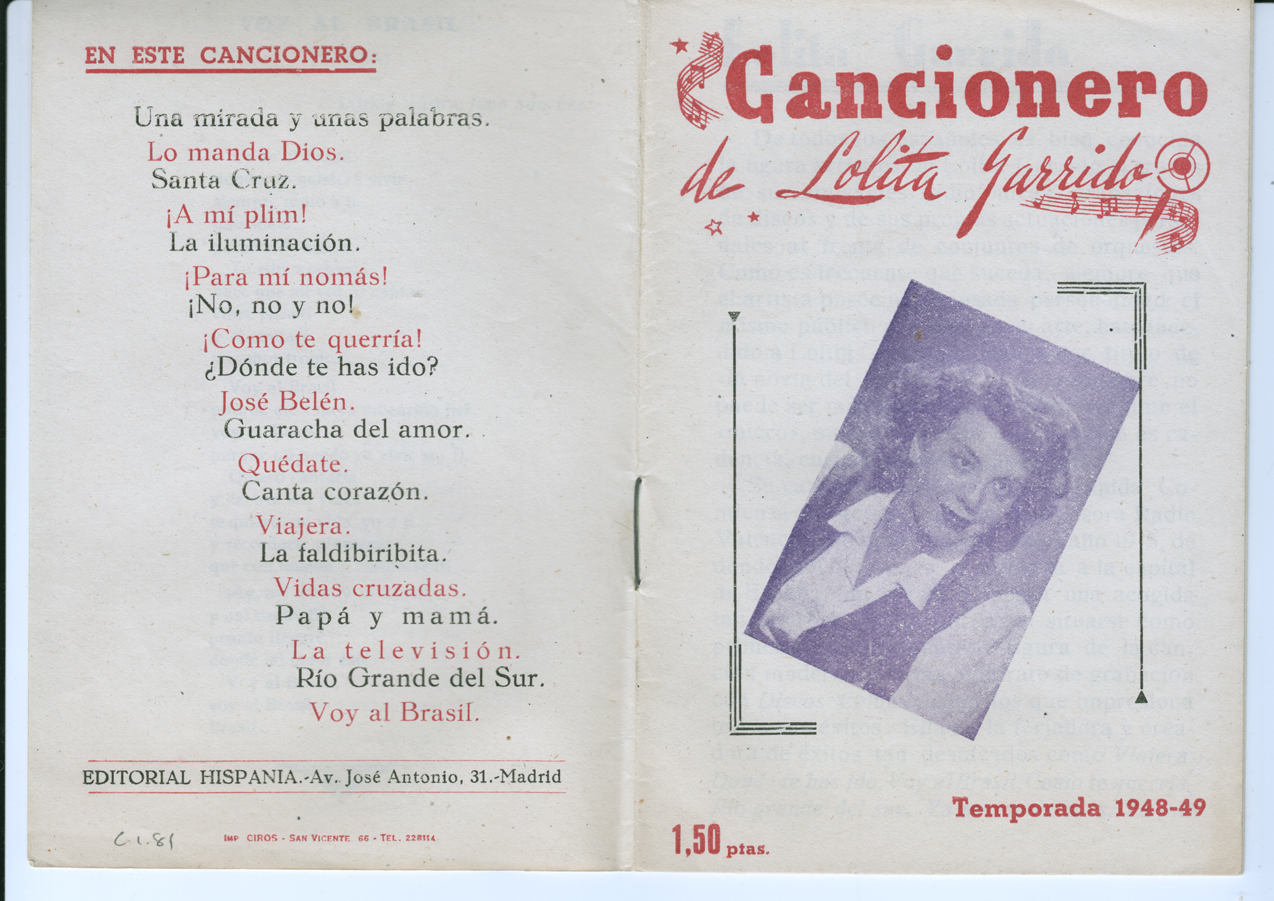 EN ESTE CANCIONERO:
Una mirada y unas palabras.
Lo manda Dios.
Santa Cruz.
¡A mí plim!
La iluminación.
¡Para mí nomás!
¡No, no y no!
¡Como te querría!
¿Dónde te has ido?
José Belén.
Guaracha del amor.
Quédate.
Canta corazón.
Viajera.
La faldibiribita.
Vidas cruzadas.
Papá y mamá.
La televisión.
Río Grande del Sur.
Voy al Brasil.
EDITORIAL HISPANIA.-Av. José Antonio, 31.-Madrid
C.1.81
IMP CIROS - SAN VICENTE 66 - TEL. 228114
Cancionero
de Lolita Garrido
Temporada 1948-49
1,50 ptas.